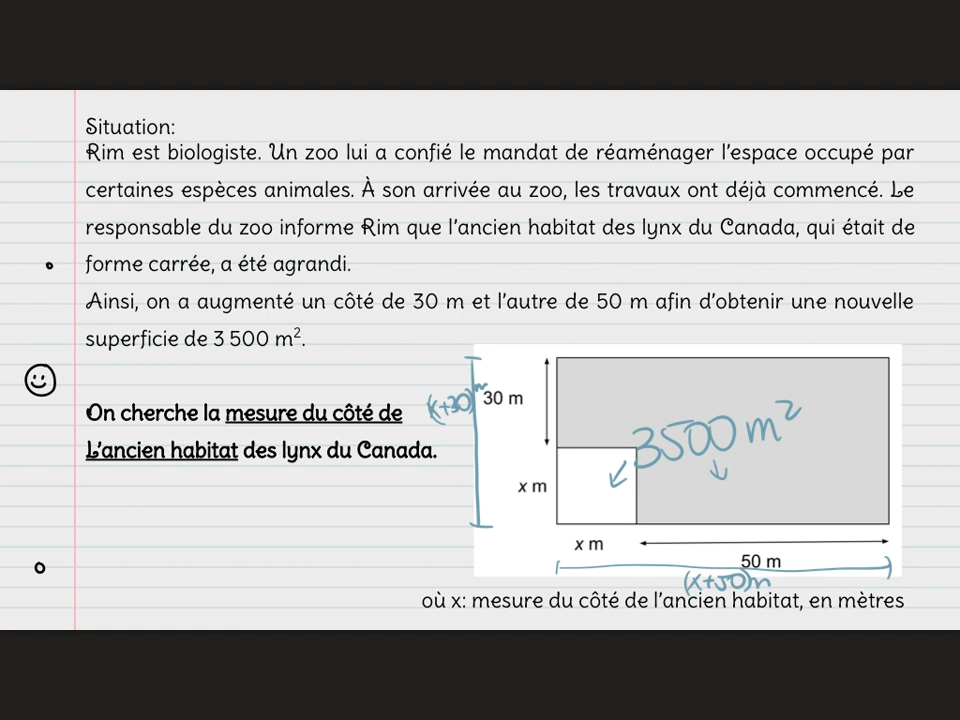 Situation:
Rim est biologiste. Un zoo lui a confié le mandat de réaménager l'espace occupé par
certaines espèces animales. À son arrivée au zoo, les travaux ont déjà commencé. Le
responsable du zoo informe Rim que l'ancien habitat des lynx du Canada, qui était de
forme carrée, a été agrandi.
Ainsi, on a augmenté un côté de 30 m et l'autre de 50 m afin d'obtenir une nouvelle
superficie de 3 500 m².
On cherche la mesure du côté de
L'ancien habitat des lynx du Canada.
(x+30)m
30 m
3500 m²
x m
x m
50 m
(x+50)m
où x: mesure du côté de l'ancien habitat, en mètres